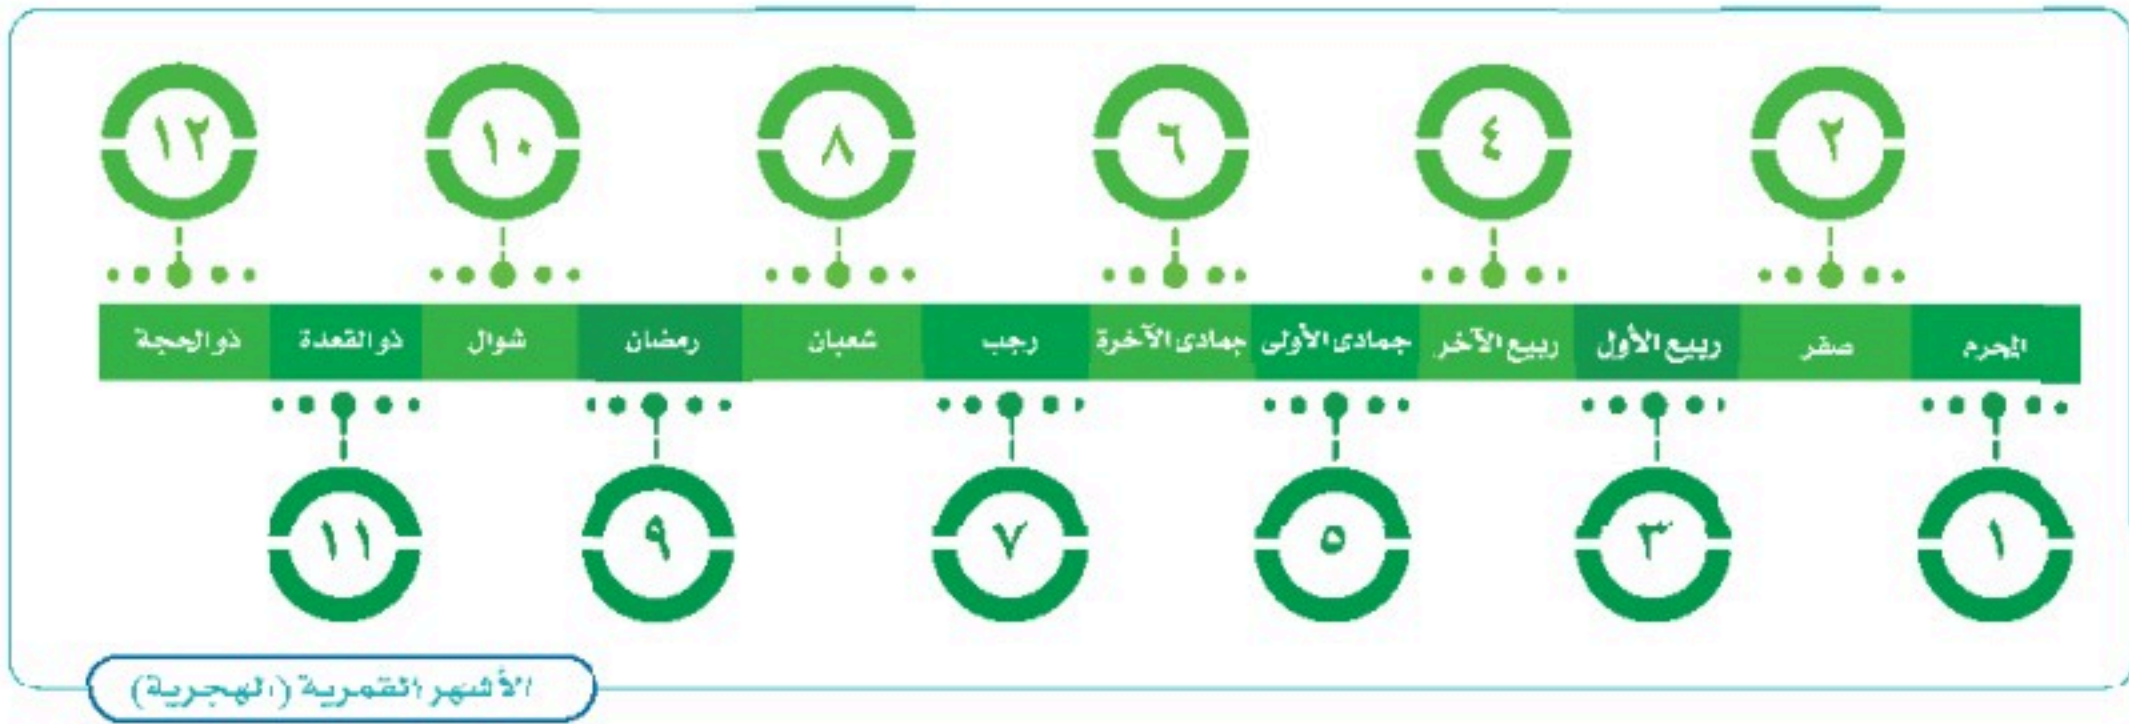 ١٢ ١٠ ٨ ٦ ٤ ٢
المحرم صفر ربيع الأول ربيع الآخر جمادى الأولى جمادى الآخرة رجب شعبان رمضان شوال ذو القعدة ذو الحجة
١١ ٩ ٧ ٥ ٣ ١
الأشهر القمرية (الهجرية)